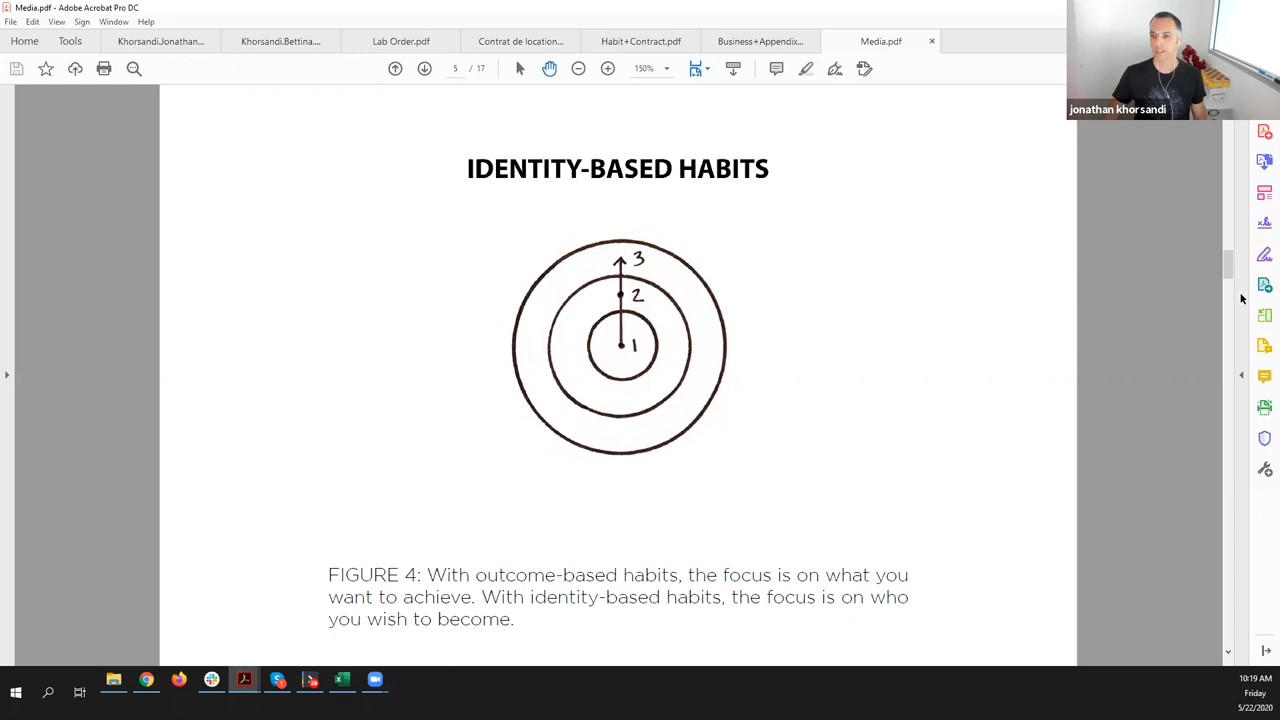 Media.pdf - Adobe Acrobat Pro DC
File Edit View Sign Window Help
Home Tools Khorsandi.Jonathan... Khorsandi.Bettina.... Lab Order.pdf Contrat de location... Habit+Contract.pdf Business+Appendix... Media.pdf ×
5 / 17 150%
jonathan khorsandi
IDENTITY-BASED HABITS
3
2
1
FIGURE 4: With outcome-based habits, the focus is on what you
want to achieve. With identity-based habits, the focus is on who
you wish to become.
10:19 AM
Friday
5/22/2020